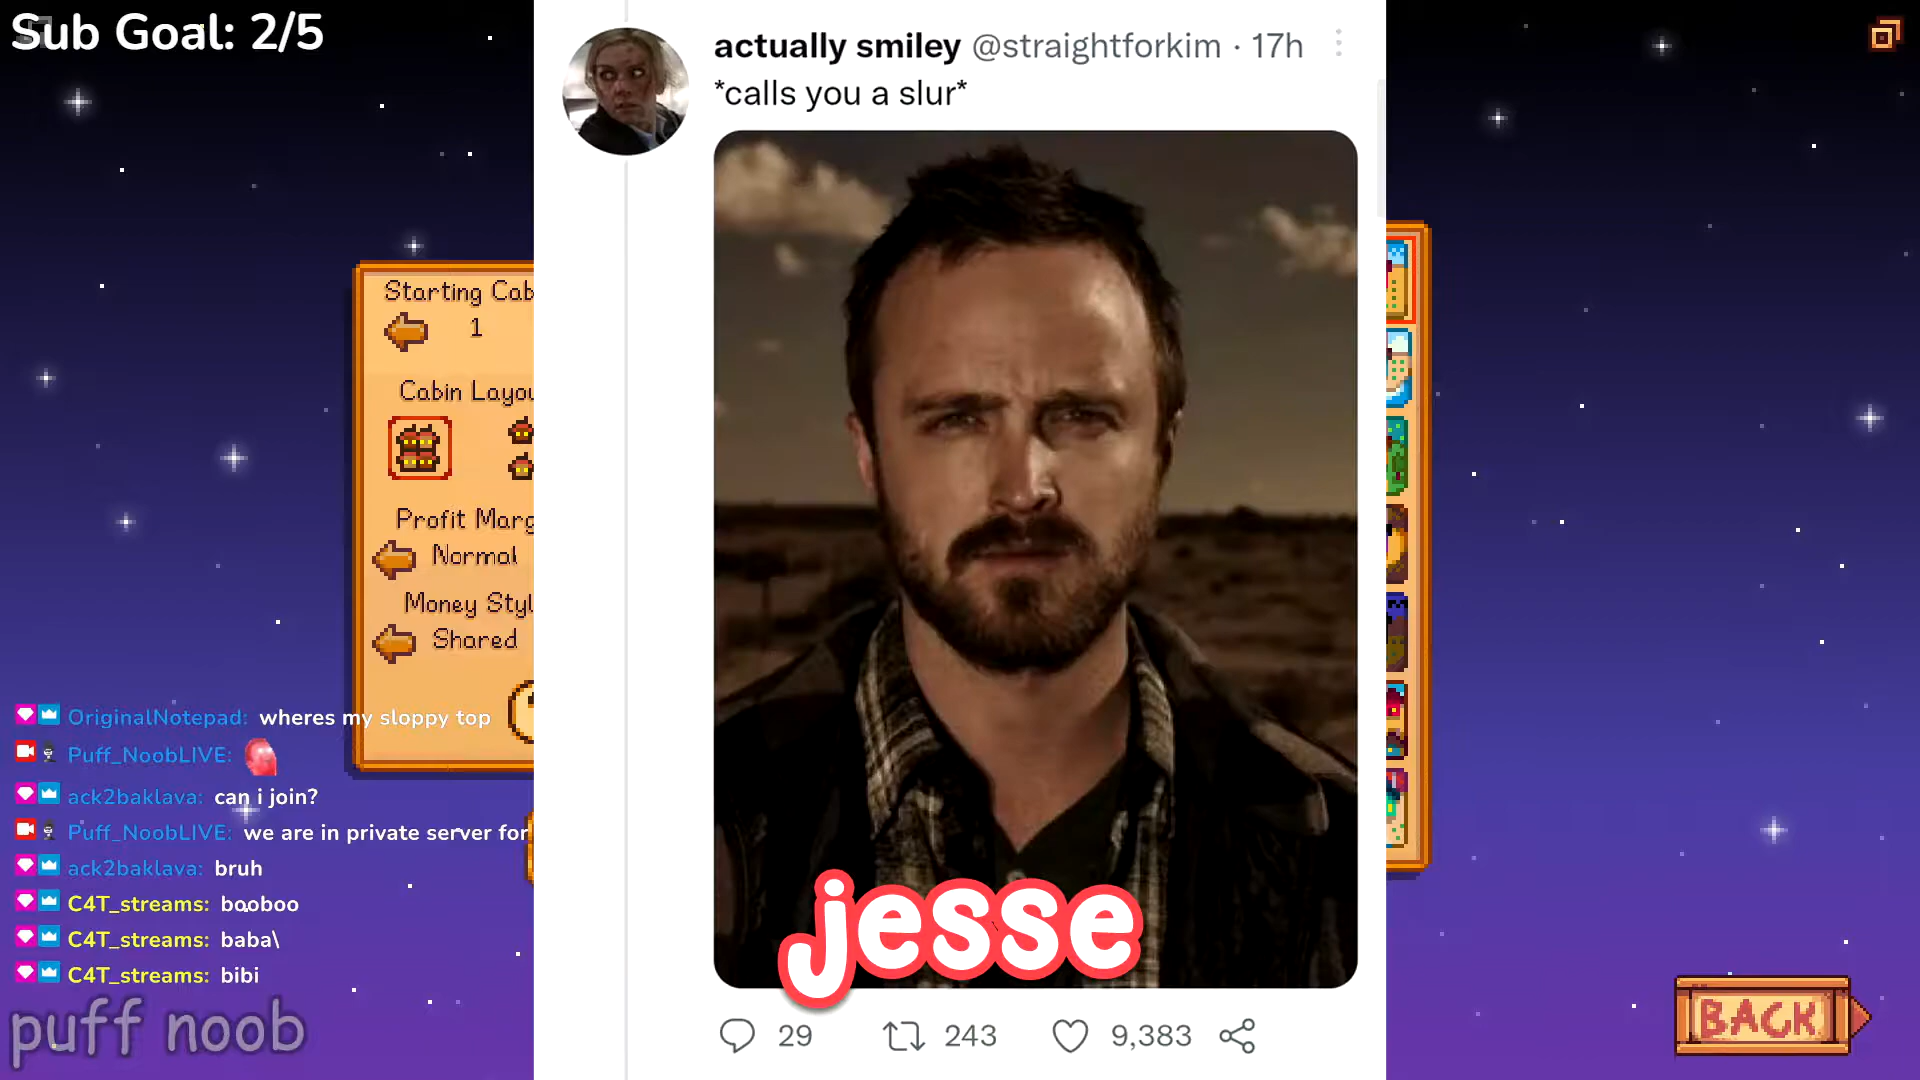 Sub Goal: 2/5
actually smiley @straightforkim · 17h
*calls you a slur*
Starting Cab
1
Cabin Layou
Profit Marg
Normal
Money Styl
Shared
OriginalNotepad: wheres my sloppy top
Puff_NoobLIVE:
ack2baklava: can i join?
Puff_NoobLIVE: we are in private server for
ack2baklava: bruh
C4T_streams: booboo
C4T_streams: baba\
C4T_streams: bibi
puff noob
jesse
29 243 9,383
BACK